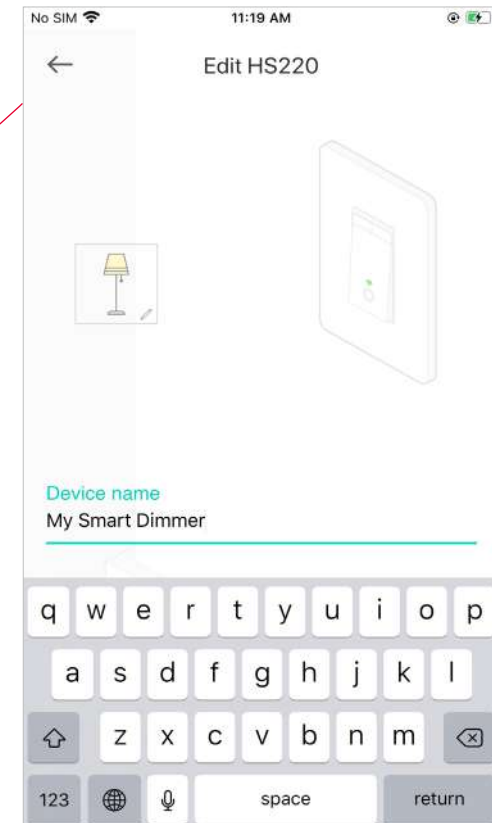 No SIM 11:19 AM
Edit HS220
Device name
My Smart Dimmer
q w e r t y u i o p
a s d f g h j k l
z x c v b n m
123 space return